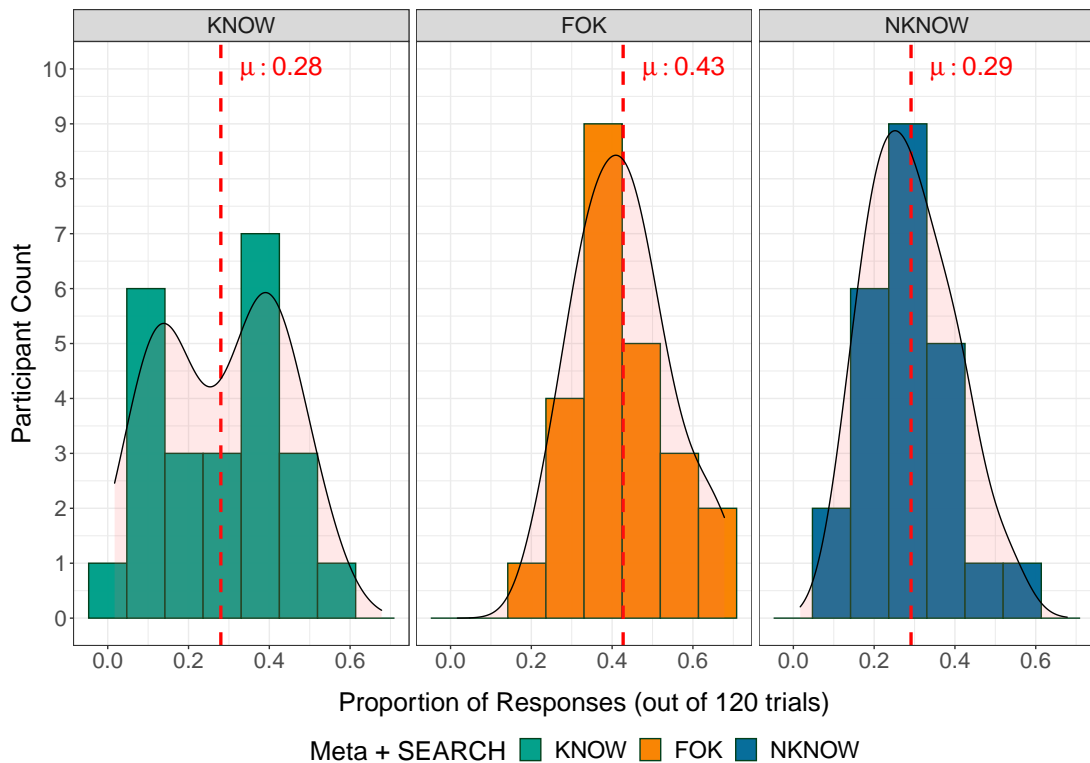 KNOW FOK NKNOW
μ : 0.28 μ : 0.43 μ : 0.29
Participant Count
10
9
8
7
6
5
4
3
2
1
0
0.0 0.2 0.4 0.6 0.0 0.2 0.4 0.6 0.0 0.2 0.4 0.6
Proportion of Responses (out of 120 trials)
Meta + SEARCH KNOW FOK NKNOW